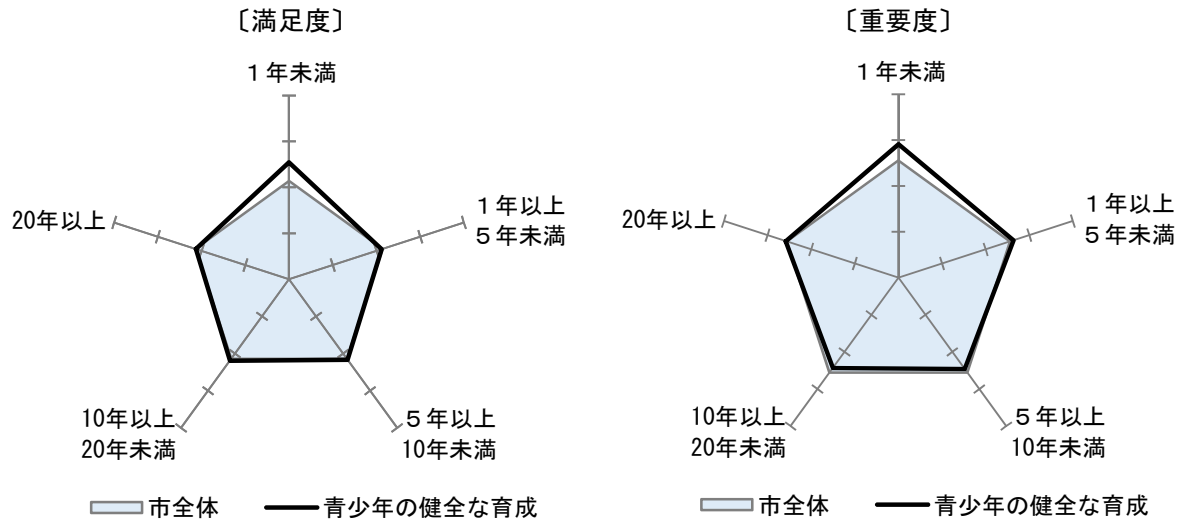 〔満足度〕
１年未満
１年以上
５年未満
５年以上
10年未満
10年以上
20年未満
20年以上
市全体
青少年の健全な育成
〔重要度〕
１年未満
１年以上
５年未満
５年以上
10年未満
10年以上
20年未満
20年以上
市全体
青少年の健全な育成